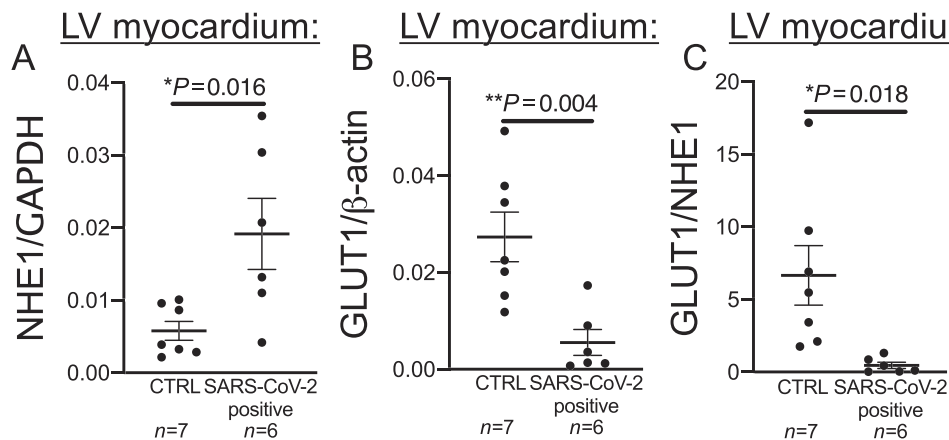 LV myocardium:
A
NHE1/GAPDH
*P=0.016
0.04
0.03
0.02
0.01
0.00
CTRL SARS-CoV-2
positive
n=7 n=6
LV myocardium:
B
GLUT1/β-actin
**P=0.004
0.06
0.04
0.02
0.00
CTRL SARS-CoV-2
positive
n=7 n=6
LV myocardiu
C
GLUT1/NHE1
*P=0.018
20
15
10
5
0
CTRL SARS-CoV-2
positive
n=7 n=6